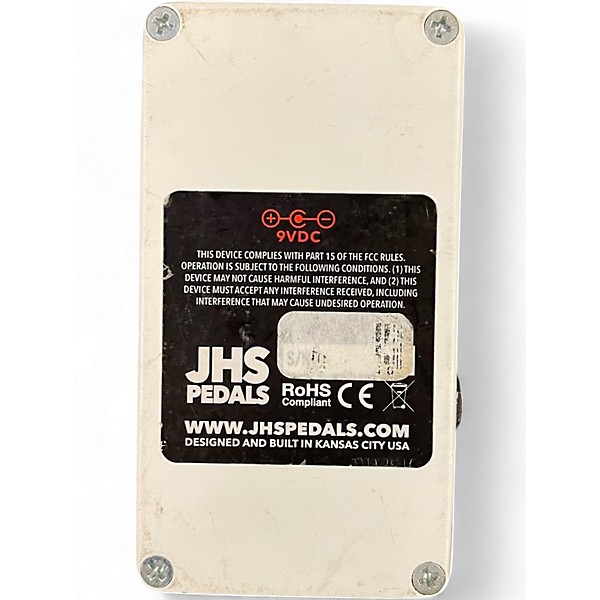 9VDC
THIS DEVICE COMPLIES WITH PART 15 OF THE FCC RULES.
OPERATION IS SUBJECT TO THE FOLLOWING CONDITIONS. (1) THIS
DEVICE MAY NOT CAUSE HARMFUL INTERFERENCE, AND (2) THIS
DEVICE MUST ACCEPT ANY INTERFERENCE RECEIVED, INCLUDING
INTERFERENCE THAT MAY CAUSE UNDESIRED OPERATION.
JHS
PEDALS
RoHS
Compliant
CE
WWW.JHSPEDALS.COM
DESIGNED AND BUILT IN KANSAS CITY USA